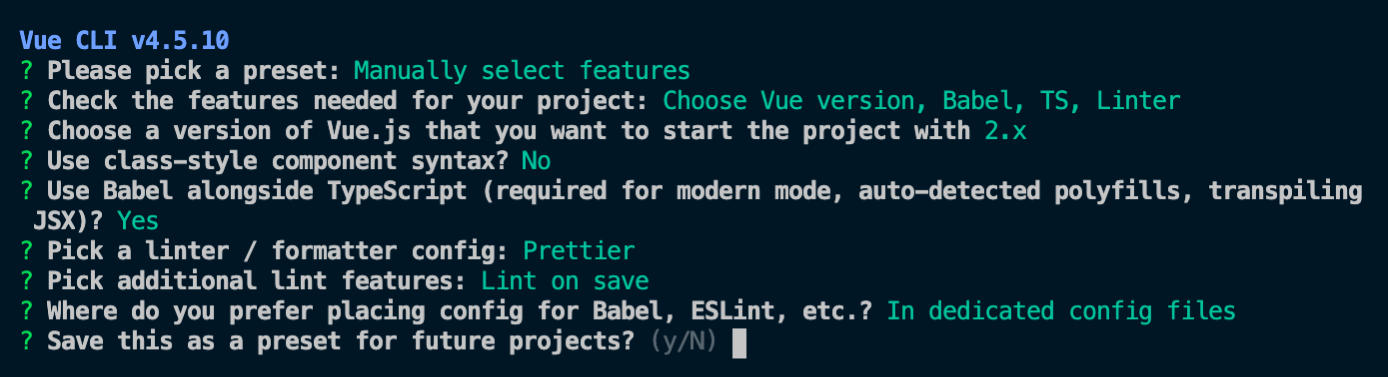 Vue CLI v4.5.10
? Please pick a preset: Manually select features
? Check the features needed for your project: Choose Vue version, Babel, TS, Linter
? Choose a version of Vue.js that you want to start the project with 2.x
? Use class-style component syntax? No
? Use Babel alongside TypeScript (required for modern mode, auto-detected polyfills, transpiling
JSX)? Yes
? Pick a linter / formatter config: Prettier
? Pick additional lint features: Lint on save
? Where do you prefer placing config for Babel, ESLint, etc.? In dedicated config files
? Save this as a preset for future projects? (y/N)